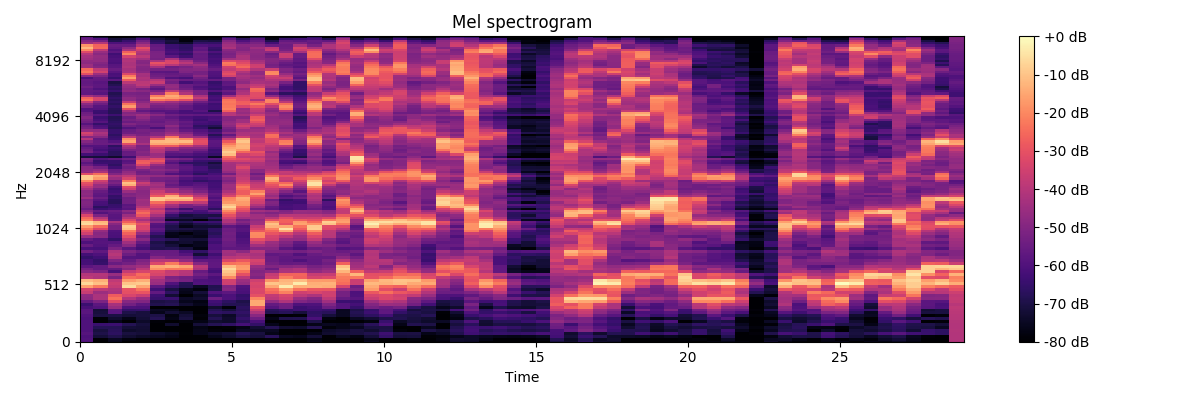 Mel spectrogram
8192
4096
2048
1024
512
0
Hz
0 5 10 15 20 25
Time
+0 dB
-10 dB
-20 dB
-30 dB
-40 dB
-50 dB
-60 dB
-70 dB
-80 dB